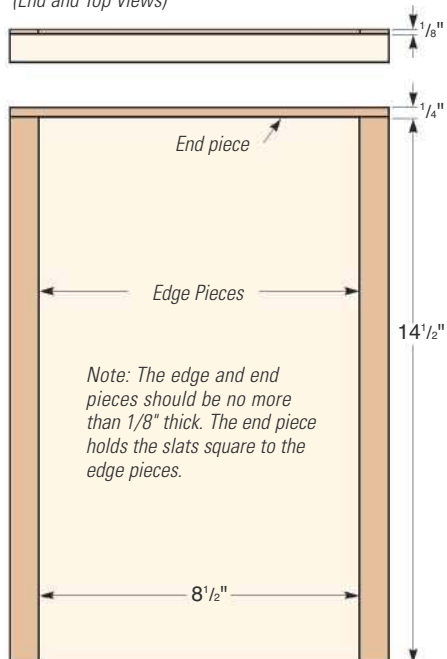 (End and Top Views)
1/8"
1/4"
End piece
Edge Pieces
14 1/2"
Note: The edge and end
pieces should be no more
than 1/8" thick. The end piece
holds the slats square to the
edge pieces.
8 1/2"